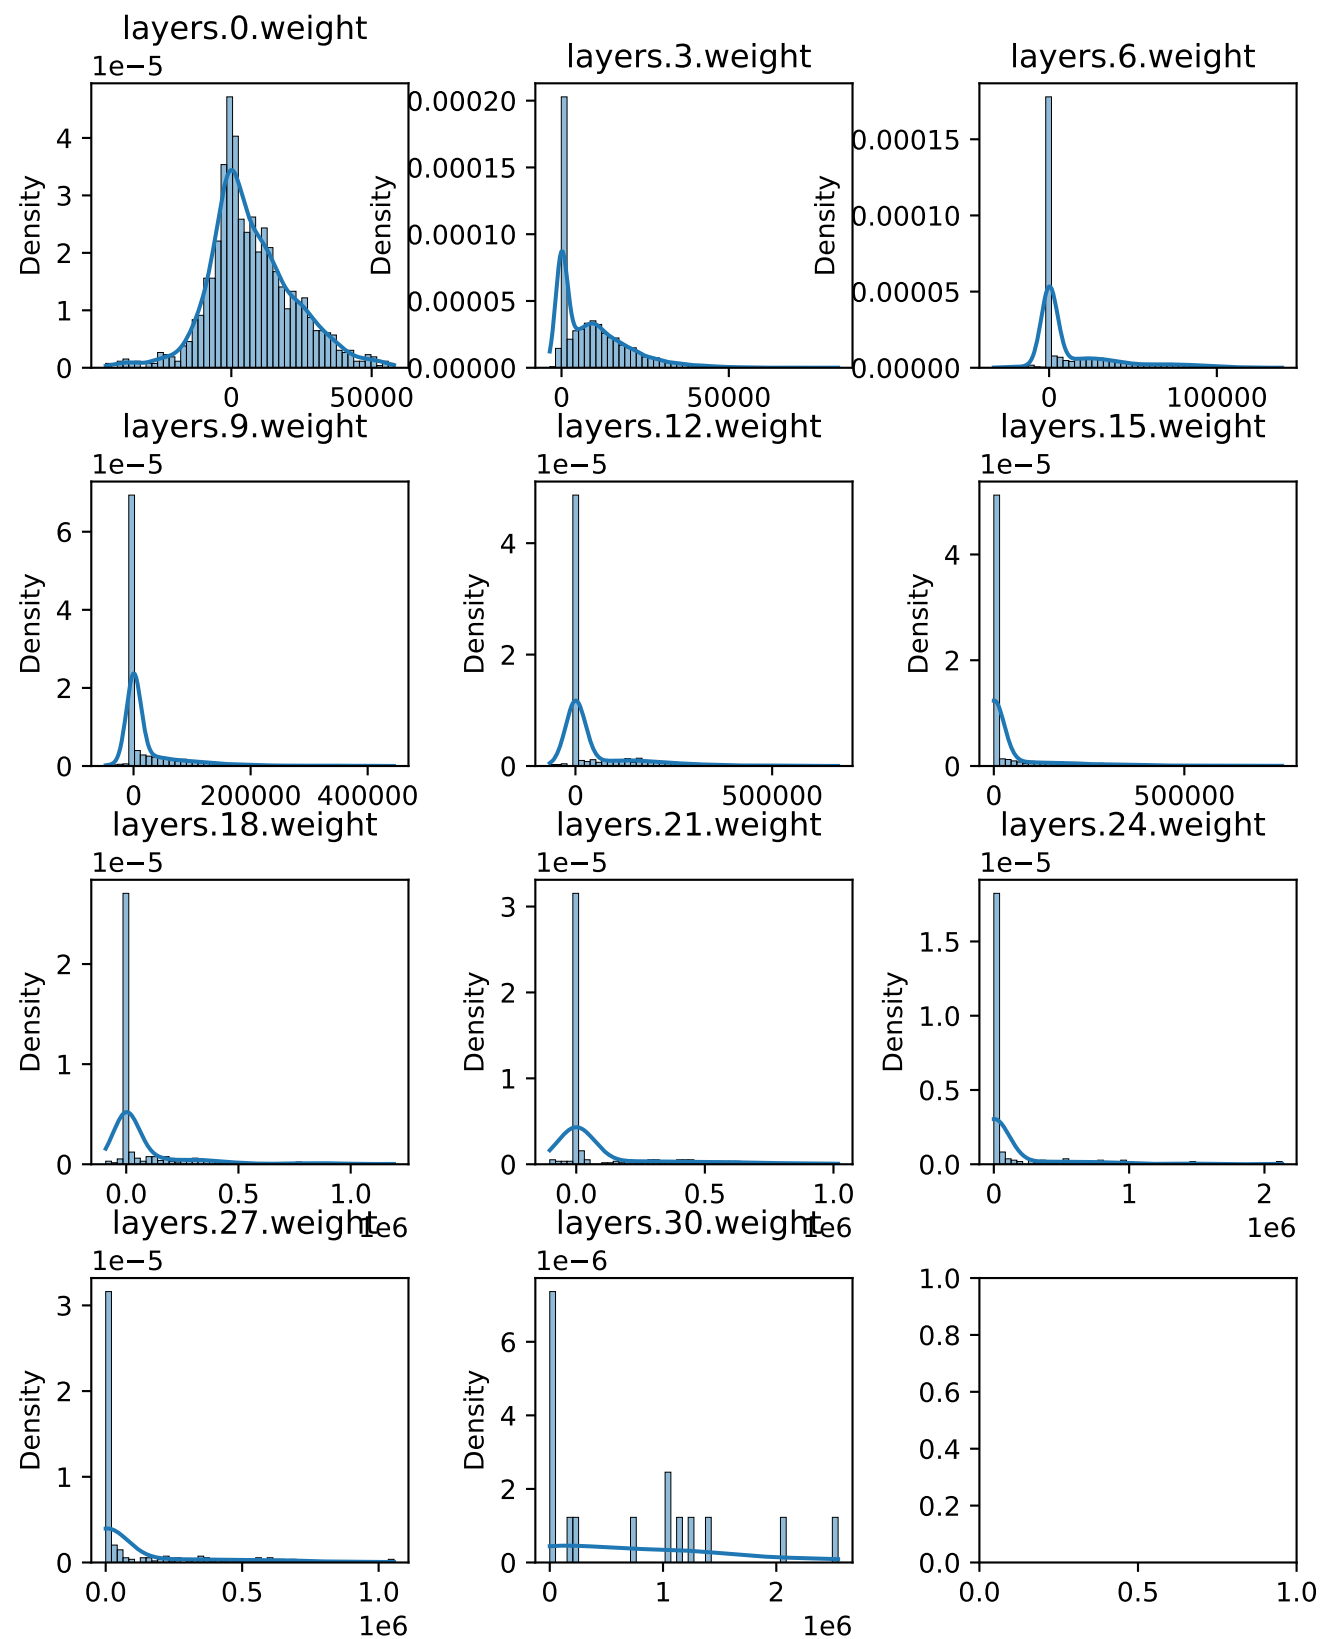 layers.0.weight
1e−5
Density
4
3
2
1
0
0
50000
layers.3.weight
Density
0.00020
0.00015
0.00010
0.00005
0.00000
0
50000
layers.6.weight
Density
0.00015
0.00010
0.00005
0.00000
0
100000
layers.9.weight
1e−5
Density
6
4
2
0
0
200000
400000
layers.12.weight
1e−5
Density
4
2
0
0
500000
layers.15.weight
1e−5
Density
4
2
0
0
500000
layers.18.weight
1e−5
Density
2
1
0
0.0
0.5
1.0
1e6
layers.21.weight
1e−5
Density
3
2
1
0
0.0
0.5
1.0
1e6
layers.24.weight
1e−5
Density
1.5
1.0
0.5
0.0
0
1
2
1e6
layers.27.weight
1e−5
Density
3
2
1
0
0.0
0.5
1.0
1e6
layers.30.weight
1e−6
Density
6
4
2
0
0
1
2
1e6
1.0
0.8
0.6
0.4
0.2
0.0
0.0
0.5
1.0